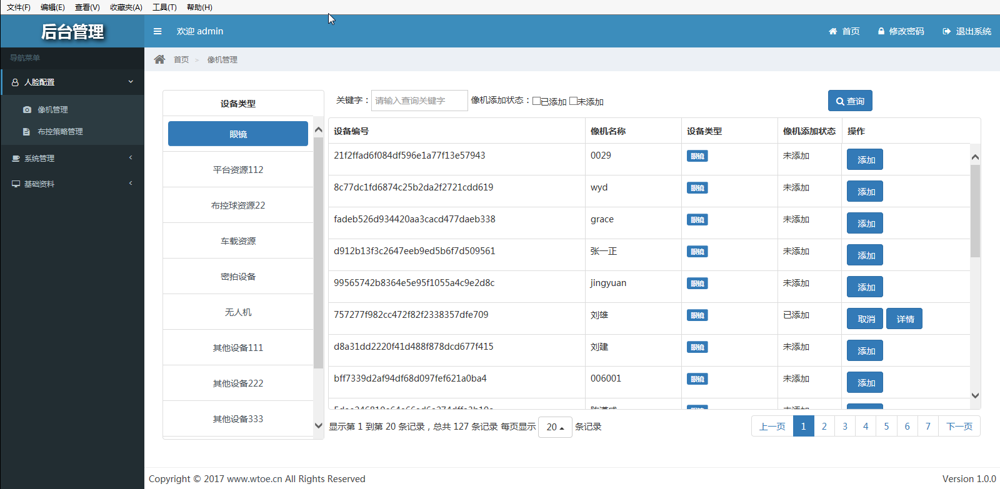 文件(F) 编辑(E) 查看(V) 收藏夹(A) 工具(T) 帮助(H)
后台管理 欢迎 admin 首页 修改密码 退出系统
导航菜单
首页 > 像机管理
人脸配置
像机管理
布控策略管理
系统管理
基础资料
设备类型
眼镜
平台资源112
布控球资源22
车载资源
密拍设备
无人机
其他设备111
其他设备222
其他设备333
关键字： 请输入查询关键字 像机添加状态： 已添加 未添加 查询
设备编号 像机名称 设备类型 像机添加状态 操作
21f2ffad6f084df596e1a77f13e57943 0029 眼镜 未添加 添加
8c77dc1fd6874c25b2da2f2721cdd619 wyd 眼镜 未添加 添加
fadeb526d934420aa3cacd477daeb338 grace 眼镜 未添加 添加
d912b13f3c2647eeb9ed5b6f7d509561 张一正 眼镜 未添加 添加
99565742b8364e5e95f1055a4c9e2d8c jingyuan 眼镜 未添加 添加
757277f982cc472f82f2338357dfe709 刘雄 眼镜 已添加 取消 详情
d8a31dd2220f41d488f878dcd677f415 刘建 眼镜 未添加 添加
bff7339d2af94df68d097fef621a0ba4 006001 眼镜 未添加 添加
显示第 1 到第 20 条记录，总共 127 条记录 每页显示 20 条记录
上一页 1 2 3 4 5 6 7 下一页
Copyright © 2017 www.wtoe.cn All Rights Reserved Version 1.0.0